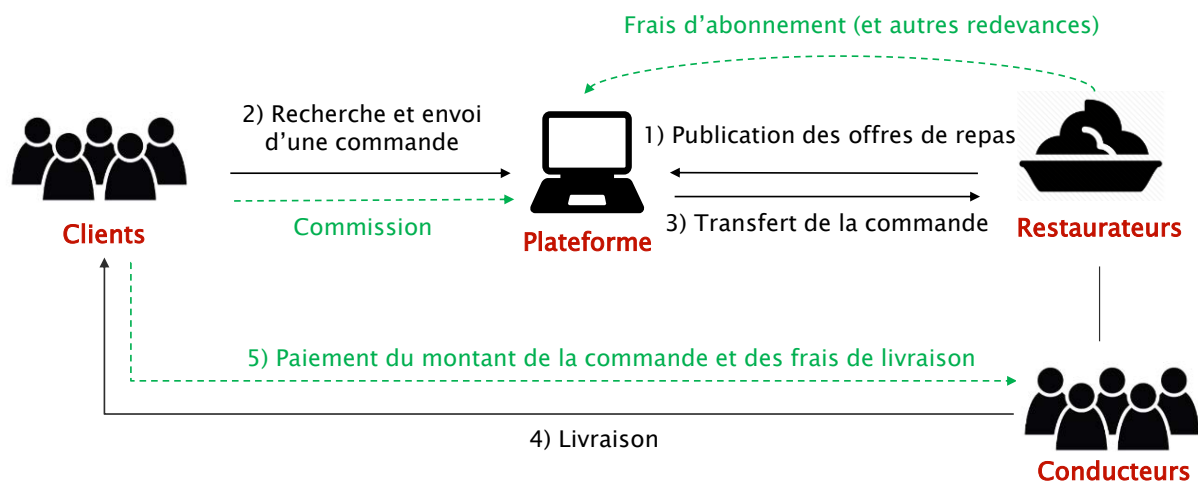 Frais d'abonnement (et autres redevances)
2) Recherche et envoi
d'une commande
1) Publication des offres de repas
Commission
3) Transfert de la commande
Clients
Plateforme
Restaurateurs
5) Paiement du montant de la commande et des frais de livraison
4) Livraison
Conducteurs